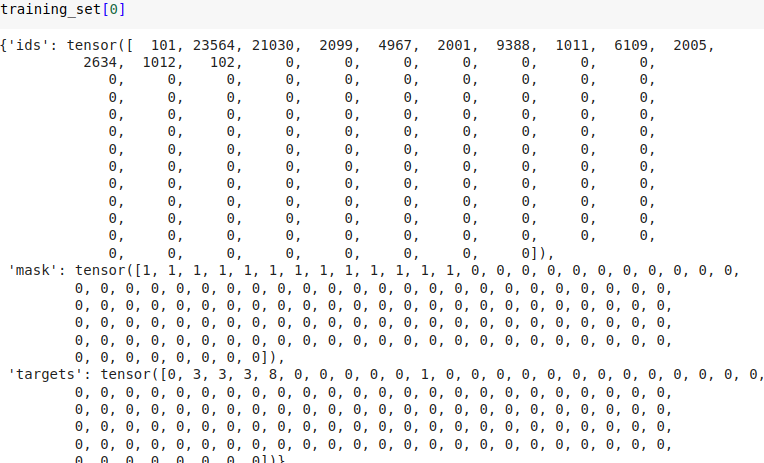 training_set[0]
{'ids': tensor([  101, 23564, 21030,  2099,  4967,  2001,  9388,  1011,  6109,  2005,
2634,  1012,   102,     0,     0,     0,     0,     0,     0,     0,
0,     0,     0,     0,     0,     0,     0,     0,     0,     0,
0,     0,     0,     0,     0,     0,     0,     0,     0,     0,
0,     0,     0,     0,     0,     0,     0,     0,     0,     0,
0,     0,     0,     0,     0,     0,     0,     0,     0,     0,
0,     0,     0,     0,     0,     0,     0,     0,     0,     0,
0,     0,     0,     0,     0,     0,     0,     0,     0,     0,
0,     0,     0,     0,     0,     0,     0,     0,     0,     0,
0,     0,     0,     0,     0,     0,     0,     0,     0,     0,
0,     0,     0,     0,     0,     0,     0,     0,     0,     0,
0,     0,     0,     0,     0,     0,     0,     0,     0,     0,
0,     0,     0,     0,     0,     0,     0,     0]),
'mask': tensor([1, 1, 1, 1, 1, 1, 1, 1, 1, 1, 1, 1, 1, 0, 0, 0, 0, 0, 0, 0, 0, 0, 0, 0,
0, 0, 0, 0, 0, 0, 0, 0, 0, 0, 0, 0, 0, 0, 0, 0, 0, 0, 0, 0, 0, 0, 0, 0,
0, 0, 0, 0, 0, 0, 0, 0, 0, 0, 0, 0, 0, 0, 0, 0, 0, 0, 0, 0, 0, 0, 0, 0,
0, 0, 0, 0, 0, 0, 0, 0, 0, 0, 0, 0, 0, 0, 0, 0, 0, 0, 0, 0, 0, 0, 0, 0,
0, 0, 0, 0, 0, 0, 0, 0, 0, 0, 0, 0, 0, 0, 0, 0, 0, 0, 0, 0, 0, 0, 0, 0,
0, 0, 0, 0, 0, 0, 0, 0]),
'targets': tensor([0, 3, 3, 3, 8, 0, 0, 0, 0, 0, 1, 0, 0, 0, 0, 0, 0, 0, 0, 0, 0, 0, 0, 0,
0, 0, 0, 0, 0, 0, 0, 0, 0, 0, 0, 0, 0, 0, 0, 0, 0, 0, 0, 0, 0, 0, 0, 0,
0, 0, 0, 0, 0, 0, 0, 0, 0, 0, 0, 0, 0, 0, 0, 0, 0, 0, 0, 0, 0, 0, 0, 0,
0, 0, 0, 0, 0, 0, 0, 0, 0, 0, 0, 0, 0, 0, 0, 0, 0, 0, 0, 0, 0, 0, 0, 0,
0, 0, 0, 0, 0, 0, 0, 0, 0, 0, 0, 0, 0, 0, 0, 0, 0, 0, 0, 0, 0, 0, 0, 0,
0, 0, 0, 0, 0, 0, 0, 0])}